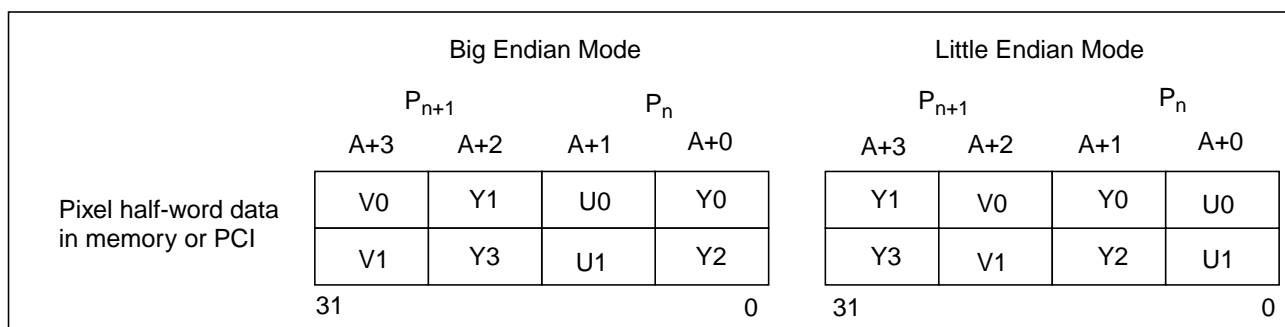 Big Endian Mode Little Endian Mode
Pn+1 Pn Pn+1 Pn
A+3 A+2 A+1 A+0 A+3 A+2 A+1 A+0
Pixel half-word data
in memory or PCI
V0 Y1 U0 Y0 Y1 V0 Y0 U0
V1 Y3 U1 Y2 Y3 V1 Y2 U1
31 0 31 0